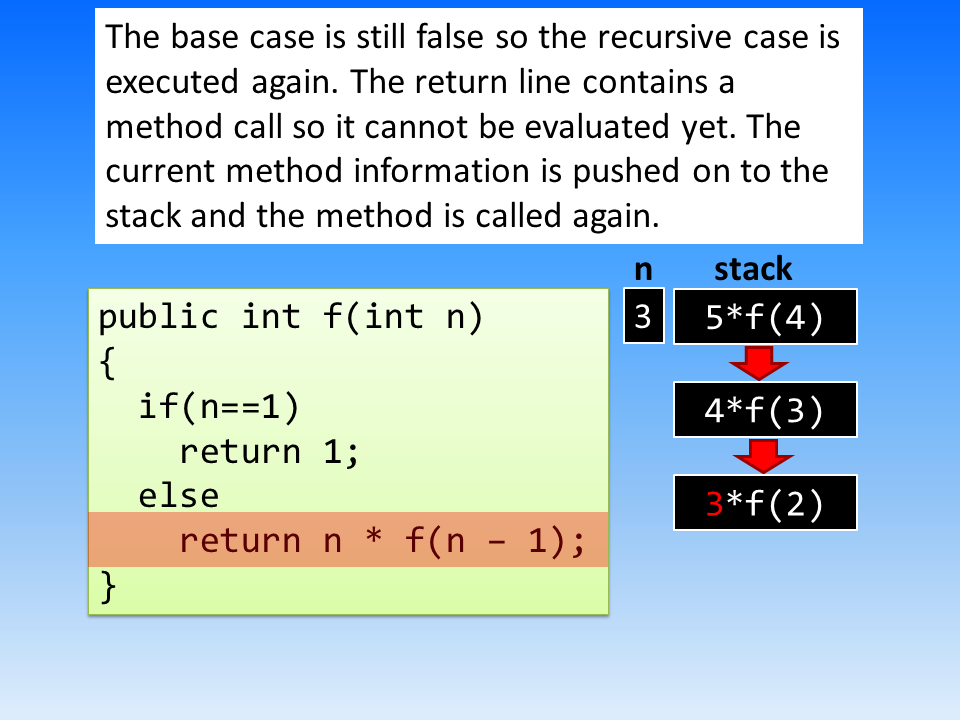 The base case is still false so the recursive case is
executed again. The return line contains a
method call so it cannot be evaluated yet. The
current method information is pushed on to the
stack and the method is called again.
n stack
3 5*f(4)
4*f(3)
3*f(2)
public int f(int n)
{
  if(n==1)
    return 1;
  else
    return n * f(n – 1);
}